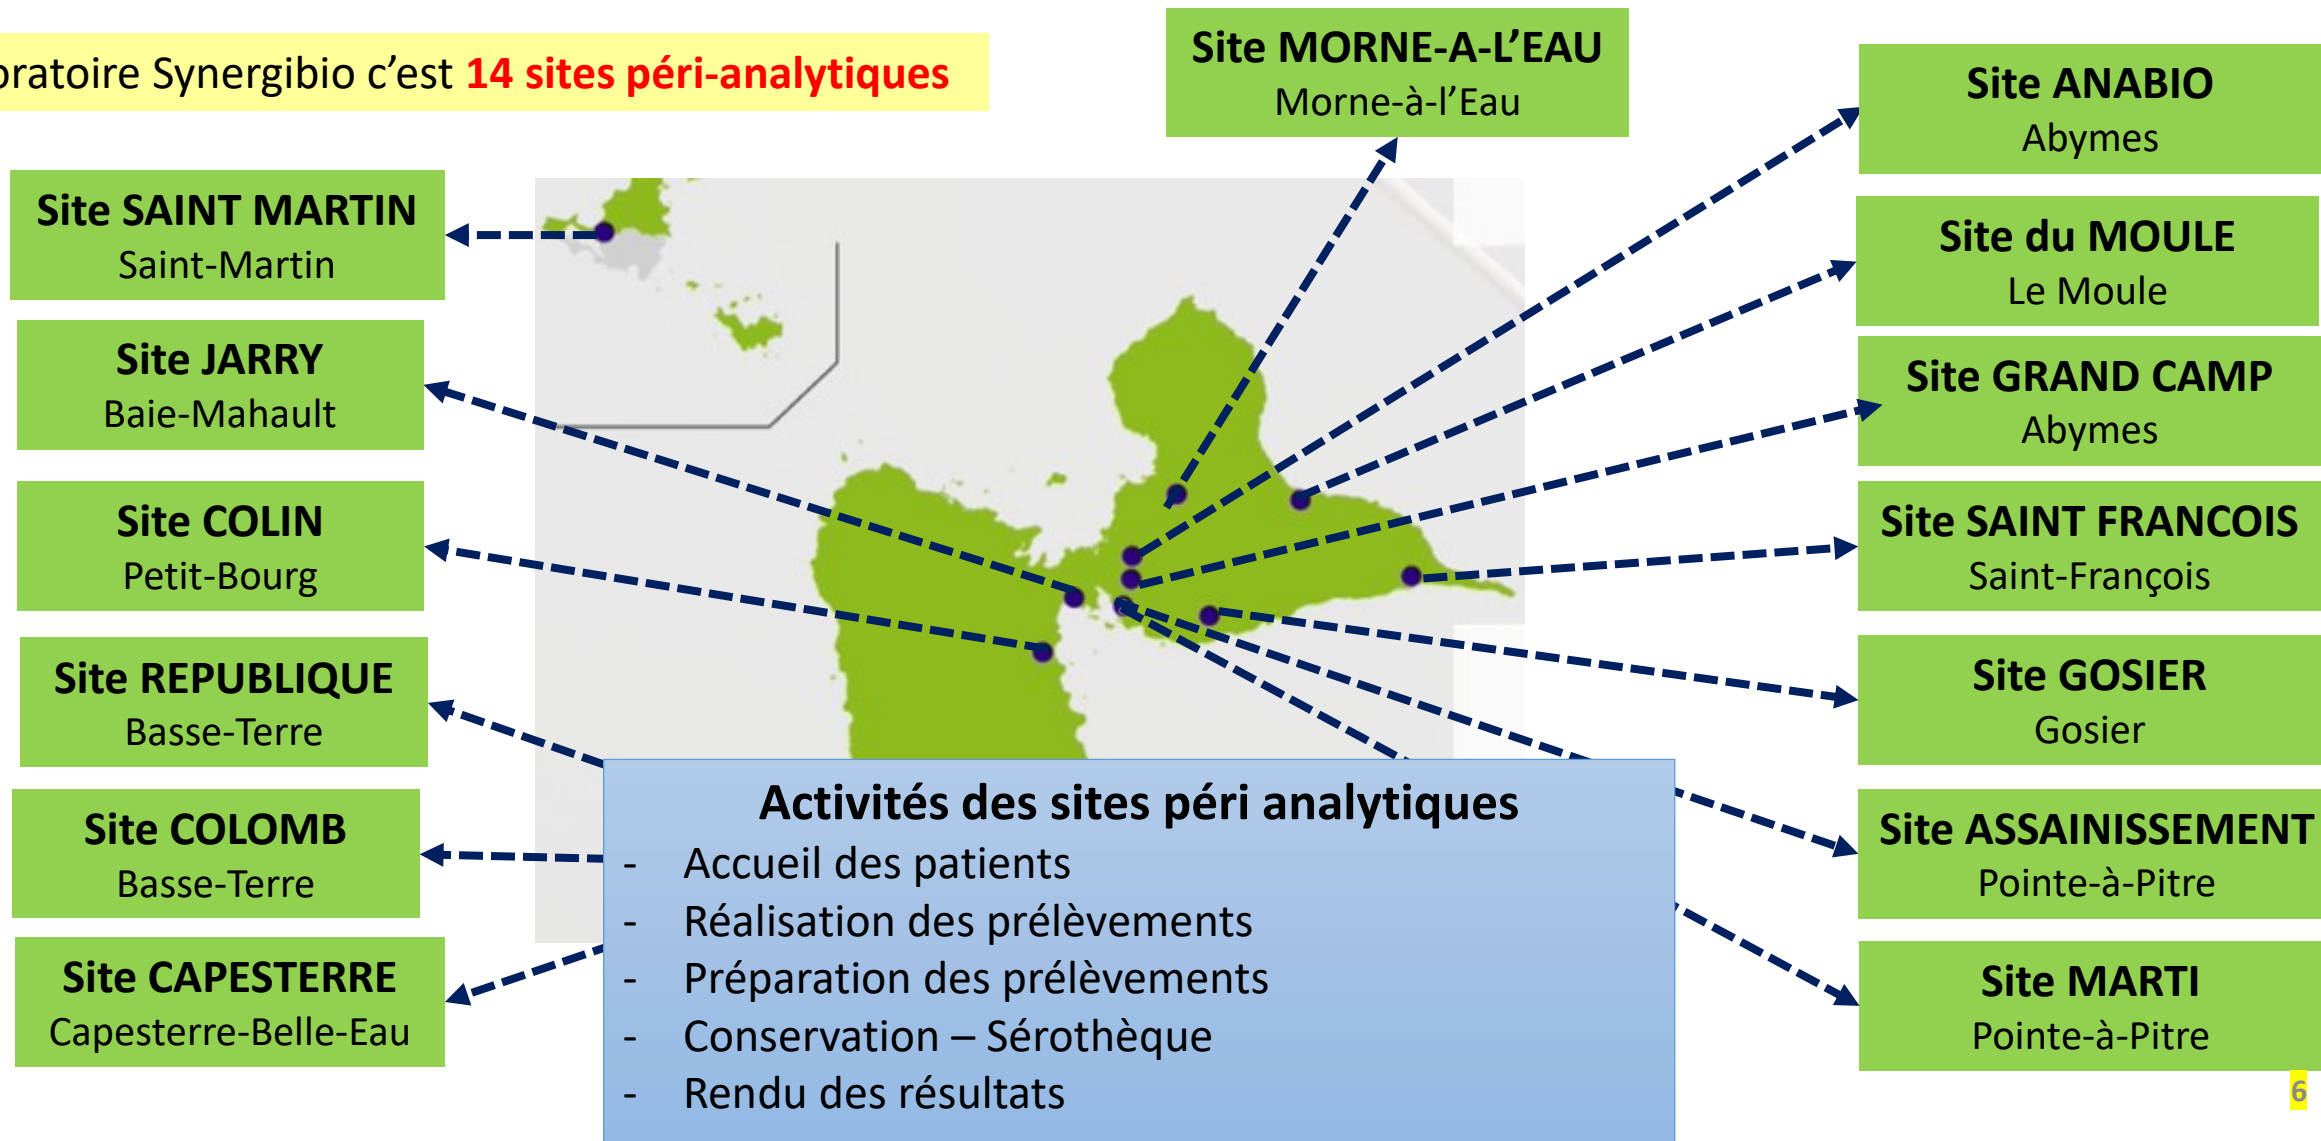 oratoire Synergibio c’est 14 sites péri-analytiques
Site MORNE-A-L’EAU
Morne-à-l’Eau
Site ANABIO
Abymes
Site SAINT MARTIN
Saint-Martin
Site du MOULE
Le Moule
Site JARRY
Baie-Mahault
Site GRAND CAMP
Abymes
Site COLIN
Petit-Bourg
Site SAINT FRANCOIS
Saint-François
Site REPUBLIQUE
Basse-Terre
Site GOSIER
Gosier
Site COLOMB
Basse-Terre
Site ASSAINISSEMENT
Pointe-à-Pitre
Site CAPESTERRE
Capesterre-Belle-Eau
Site MARTI
Pointe-à-Pitre
Activités des sites péri analytiques
- Accueil des patients
- Réalisation des prélèvements
- Préparation des prélèvements
- Conservation – Sérothèque
- Rendu des résultats
6